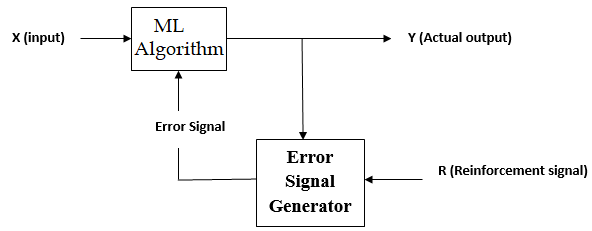 ML
Algorithm
X (input)
Y (Actual output)
Error Signal
Error
Signal
Generator
R (Reinforcement signal)